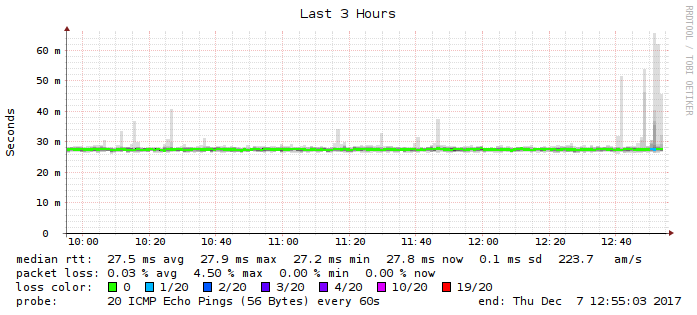 Last 3 Hours
RRDTOOL / TOBI OETIKER
Seconds
60 m
50 m
40 m
30 m
20 m
10 m
0
10:00 10:20 10:40 11:00 11:20 11:40 12:00 12:20 12:40
median rtt: 27.5 ms avg 27.9 ms max 27.2 ms min 27.8 ms now 0.1 ms sd 223.7 am/s
packet loss: 0.03 % avg 4.50 % max 0.00 % min 0.00 % now
loss color: 0 1/20 2/20 3/20 4/20 10/20 19/20
probe: 20 ICMP Echo Pings (56 Bytes) every 60s end: Thu Dec 7 12:55:03 2017